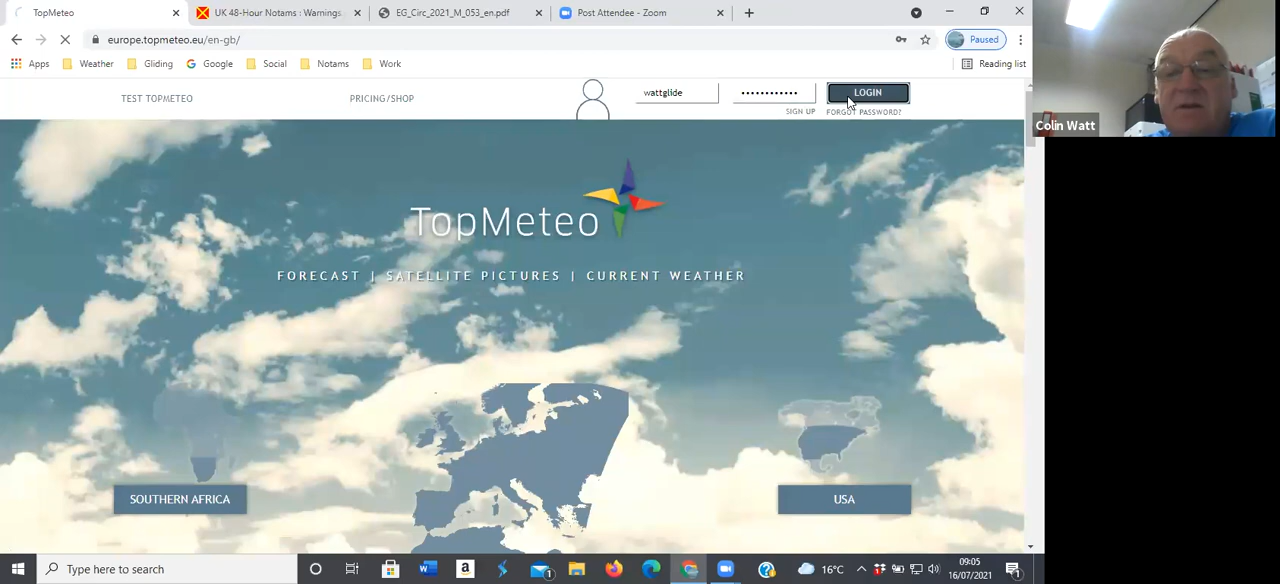 TopMeteo
UK 48-Hour Notams : Warnings
EG_Circ_2021_M_053_en.pdf
Post Attendee - Zoom
europe.topmeteo.eu/en-gb/
Paused
Apps
Weather
Gliding
Google
Social
Notams
Work
Reading list
TEST TOPMETEO
PRICING/SHOP
wattglide
••••••••••••
LOGIN
SIGN UP
FORGOT PASSWORD?
Colin Watt
TopMeteo
FORECAST | SATELLITE PICTURES | CURRENT WEATHER
SOUTHERN AFRICA
USA
Type here to search
16°C
09:05
16/07/2021